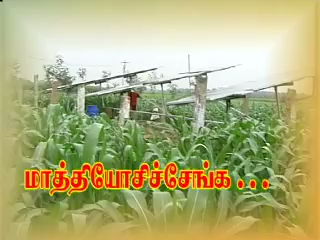 மாத்தியோசிச்சேங்க . . .